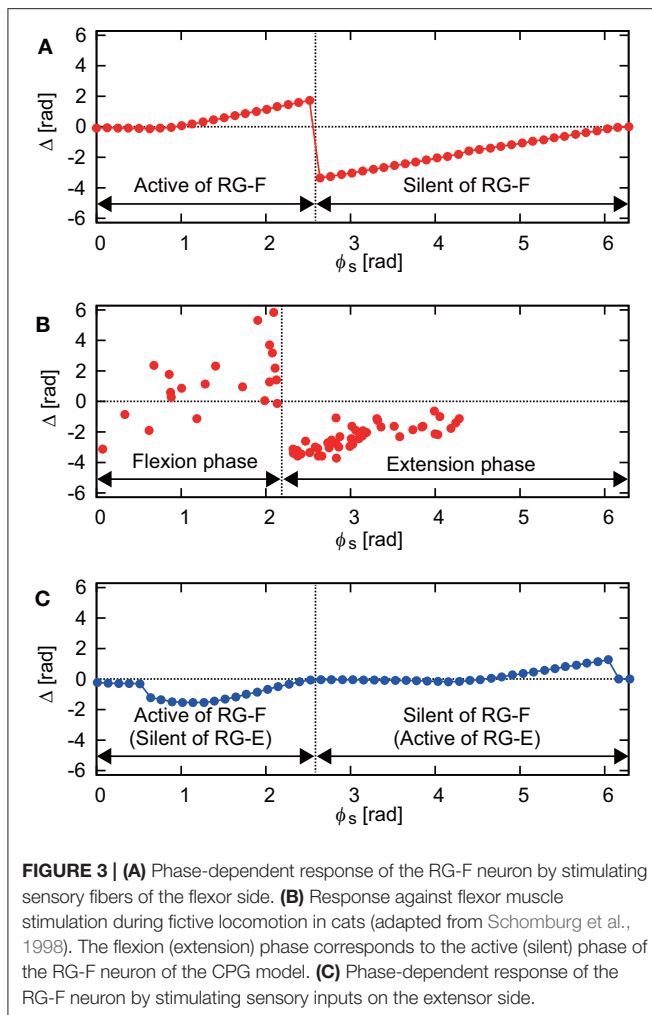 A
6
4
2
0
-2
-4
-6
Δ [rad]
Active of RG-F
Silent of RG-F
0 1 2 3 4 5 6
ϕs [rad]
B
6
4
2
0
-2
-4
-6
Δ [rad]
Flexion phase
Extension phase
0 1 2 3 4 5 6
ϕs [rad]
C
6
4
2
0
-2
-4
-6
Δ [rad]
Active of RG-F
(Silent of RG-E)
Silent of RG-F
(Active of RG-E)
0 1 2 3 4 5 6
ϕs [rad]
FIGURE 3 | (A) Phase-dependent response of the RG-F neuron by stimulating
sensory fibers of the flexor side. (B) Response against flexor muscle
stimulation during fictive locomotion in cats (adapted from Schomburg et al.,
1998). The flexion (extension) phase corresponds to the active (silent) phase of
the RG-F neuron of the CPG model. (C) Phase-dependent response of the
RG-F neuron by stimulating sensory inputs on the extensor side.